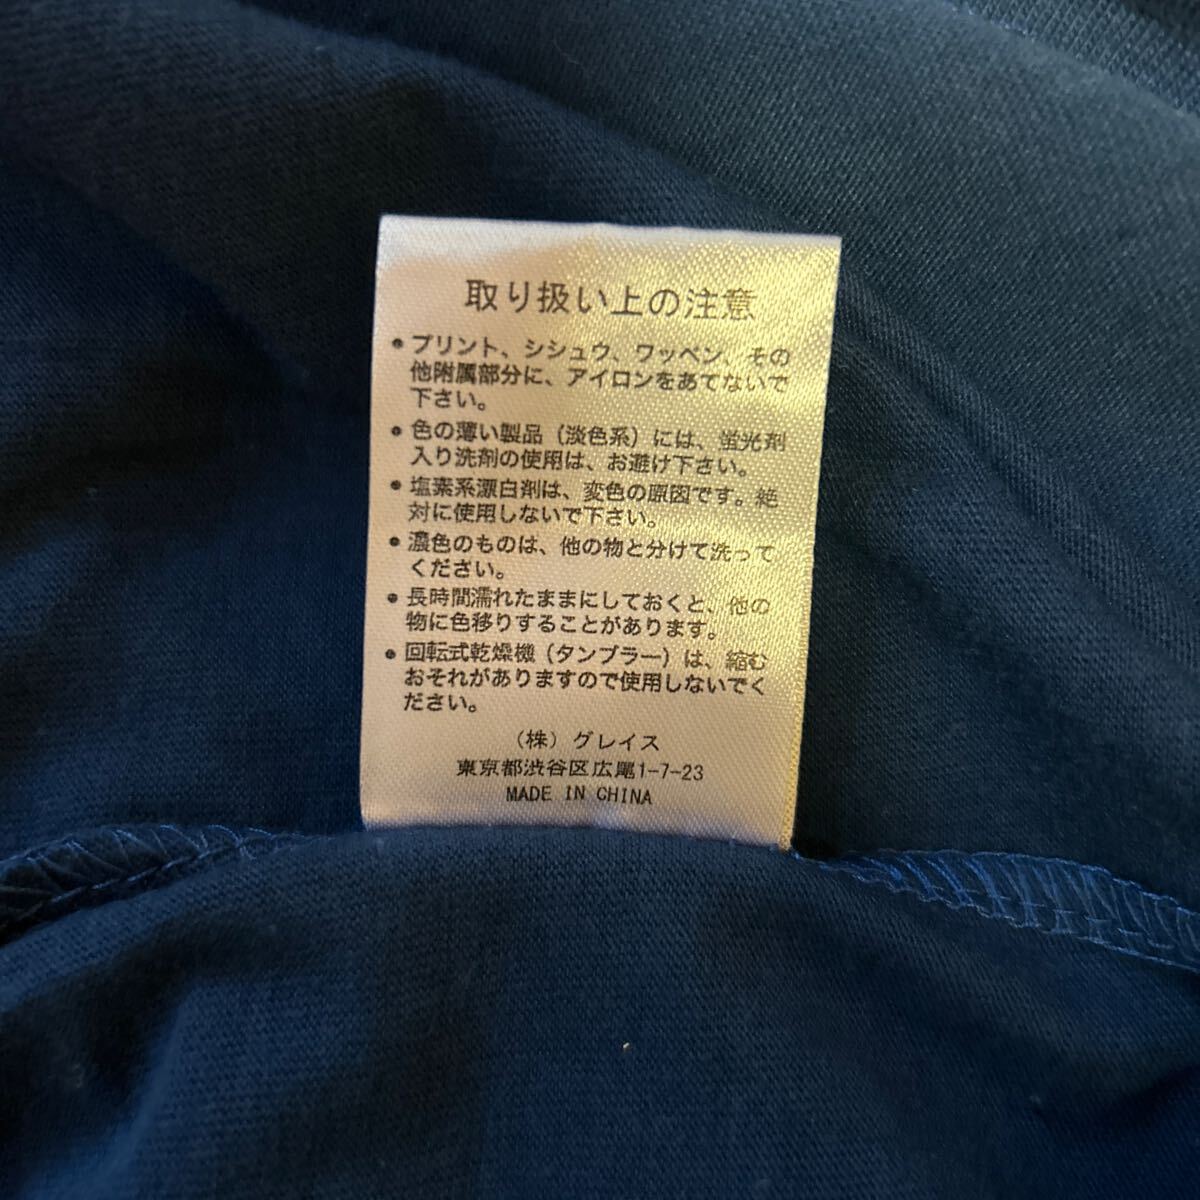 取り扱い上の注意
・プリント、シシュウ、ワッペン、その
他附属部分に、アイロンをあてないで
下さい。
・色の薄い製品（淡色系）には、蛍光剤
入り洗剤の使用は、お避け下さい。
・塩素系漂白剤は、変色の原因です。絶
対に使用しないで下さい。
・濃色のものは、他の物と分けて洗って
ください。
・長時間濡れたままにしておくと、他の
物に色移りすることがあります。
・回転式乾燥機（タンブラー）は、縮む
おそれがありますので使用しないでく
ださい。
（株）グレイス
東京都渋谷区広尾1-7-23
MADE IN CHINA